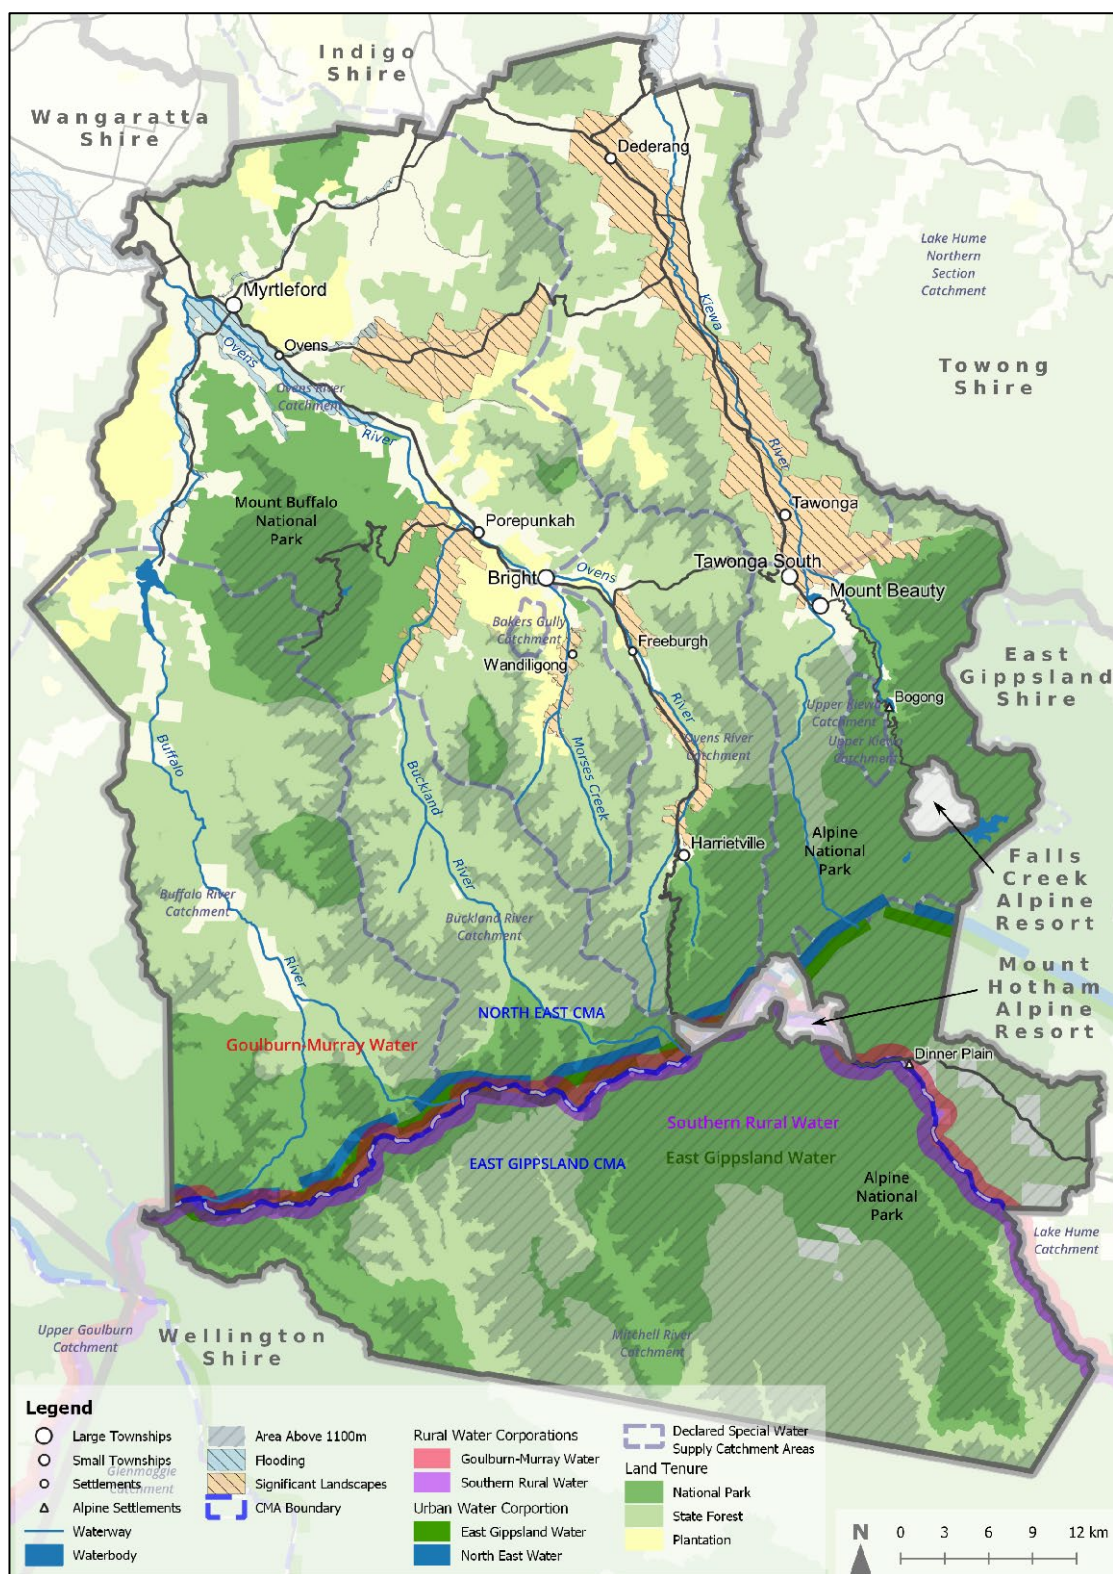 Indigo
Shire
Wangaratta
Shire
Dederang
Lake Hume
Northern
Section
Catchment
Myrtleford
Kiewa
Ovens
Ovens
Towong
Shire
Ovens River
Catchment
River
River
Mount Buffalo
National
Park
Tawonga
Porepunkah
Ovens
Tawonga South
Bright
Mount Beauty
Bakers Gully
Catchment
Freeburgh
Wandiligong
East
Gippsland
Shire
Bogong
Upper Kiewa
Catchment
Upper Kiewa
Catchment
River
Ovens River
Catchment
Buffalo
Buckland
Morses Creek
Alpine
National
Park
Harrietville
Falls
Creek
Alpine
Resort
River
Buffalo River
Catchment
Buckland River
Catchment
Mount
Hotham
Alpine
Resort
River
NORTH EAST CMA
Goulburn-Murray Water
Dinner Plain
Southern Rural Water
EAST GIPPSLAND CMA
East Gippsland Water
Alpine
National
Park
Lake Hume
Catchment
Upper Goulburn
Catchment
Wellington
Shire
Mitchell River
Catchment
Legend
Large Townships
Small Townships
Settlements
Alpine Settlements
Waterway
Waterbody
Glenmaggie
Catchment
Area Above 1100m
Flooding
Significant Landscapes
CMA Boundary
Rural Water Corporations
Goulburn-Murray Water
Southern Rural Water
Urban Water Corportion
East Gippsland Water
North East Water
Declared Special Water
Supply Catchment Areas
Land Tenure
National Park
State Forest
Plantation
N
0 3 6 9 12 km